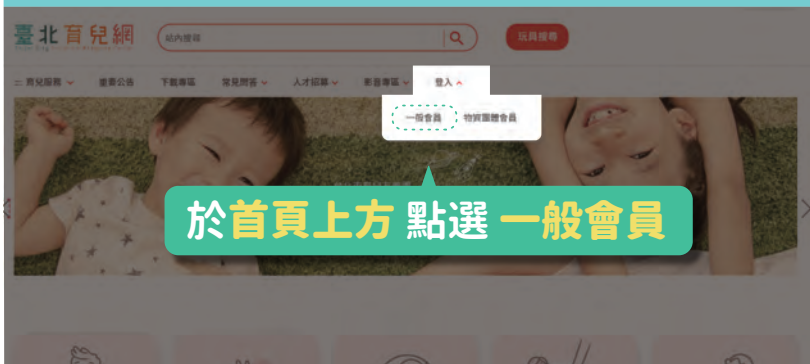 臺北育兒網
站內搜尋
玩具搜尋
::: 育兒服務
重要公告
下載專區
常見問答
人才招募
影音專區
登入
一般會員
物資團體會員
於首頁上方 點選 一般會員